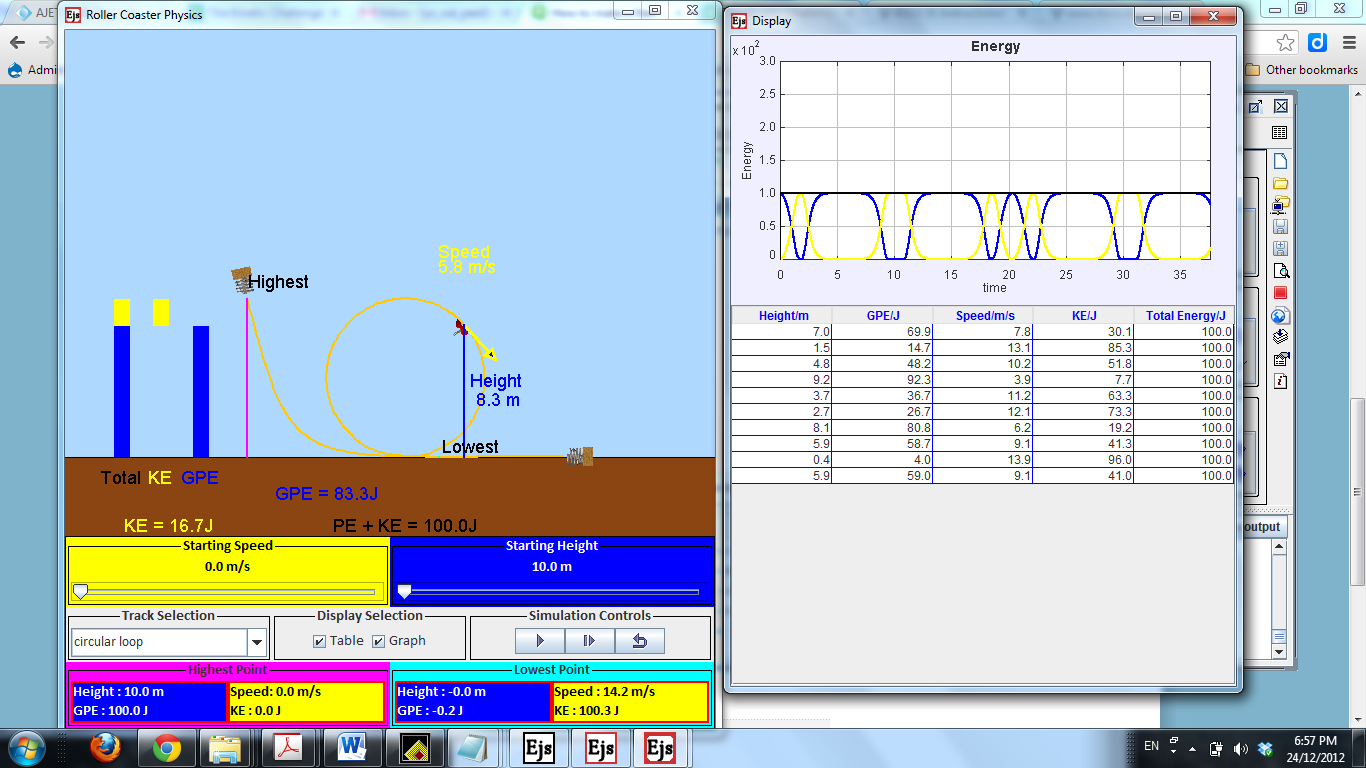 AJET
Admi
Other bookmarks
Ejs Roller Coaster Physics
Speed
5.8 m/s
Highest
Height
8.3 m
Lowest
Total KE GPE
GPE = 83.3J
KE = 16.7J
PE + KE = 100.0J
Starting Speed
0.0 m/s
Starting Height
10.0 m
Track Selection
circular loop
Display Selection
Table Graph
Simulation Controls
Highest Point
Height : 10.0 m Speed: 0.0 m/s
GPE : 100.0 J KE : 0.0 J
Lowest Point
Height : -0.0 m Speed : 14.2 m/s
GPE : -0.2 J KE : 100.3 J
Ejs Display
Energy
x 10²
3.0
2.5
2.0
1.5
1.0
0.5
0
Energy
0 5 10 15 20 25 30 35
time
Height/m GPE/J Speed/m/s KE/J Total Energy/J
7.0 69.9 7.8 30.1 100.0
1.5 14.7 13.1 85.3 100.0
4.8 48.2 10.2 51.8 100.0
9.2 92.3 3.9 7.7 100.0
3.7 36.7 11.2 63.3 100.0
2.7 26.7 12.1 73.3 100.0
8.1 80.8 6.2 19.2 100.0
5.9 58.7 9.1 41.3 100.0
0.4 4.0 13.9 96.0 100.0
5.9 59.0 9.1 41.0 100.0
output
Ejs Ejs Ejs
EN
6:57 PM
24/12/2012